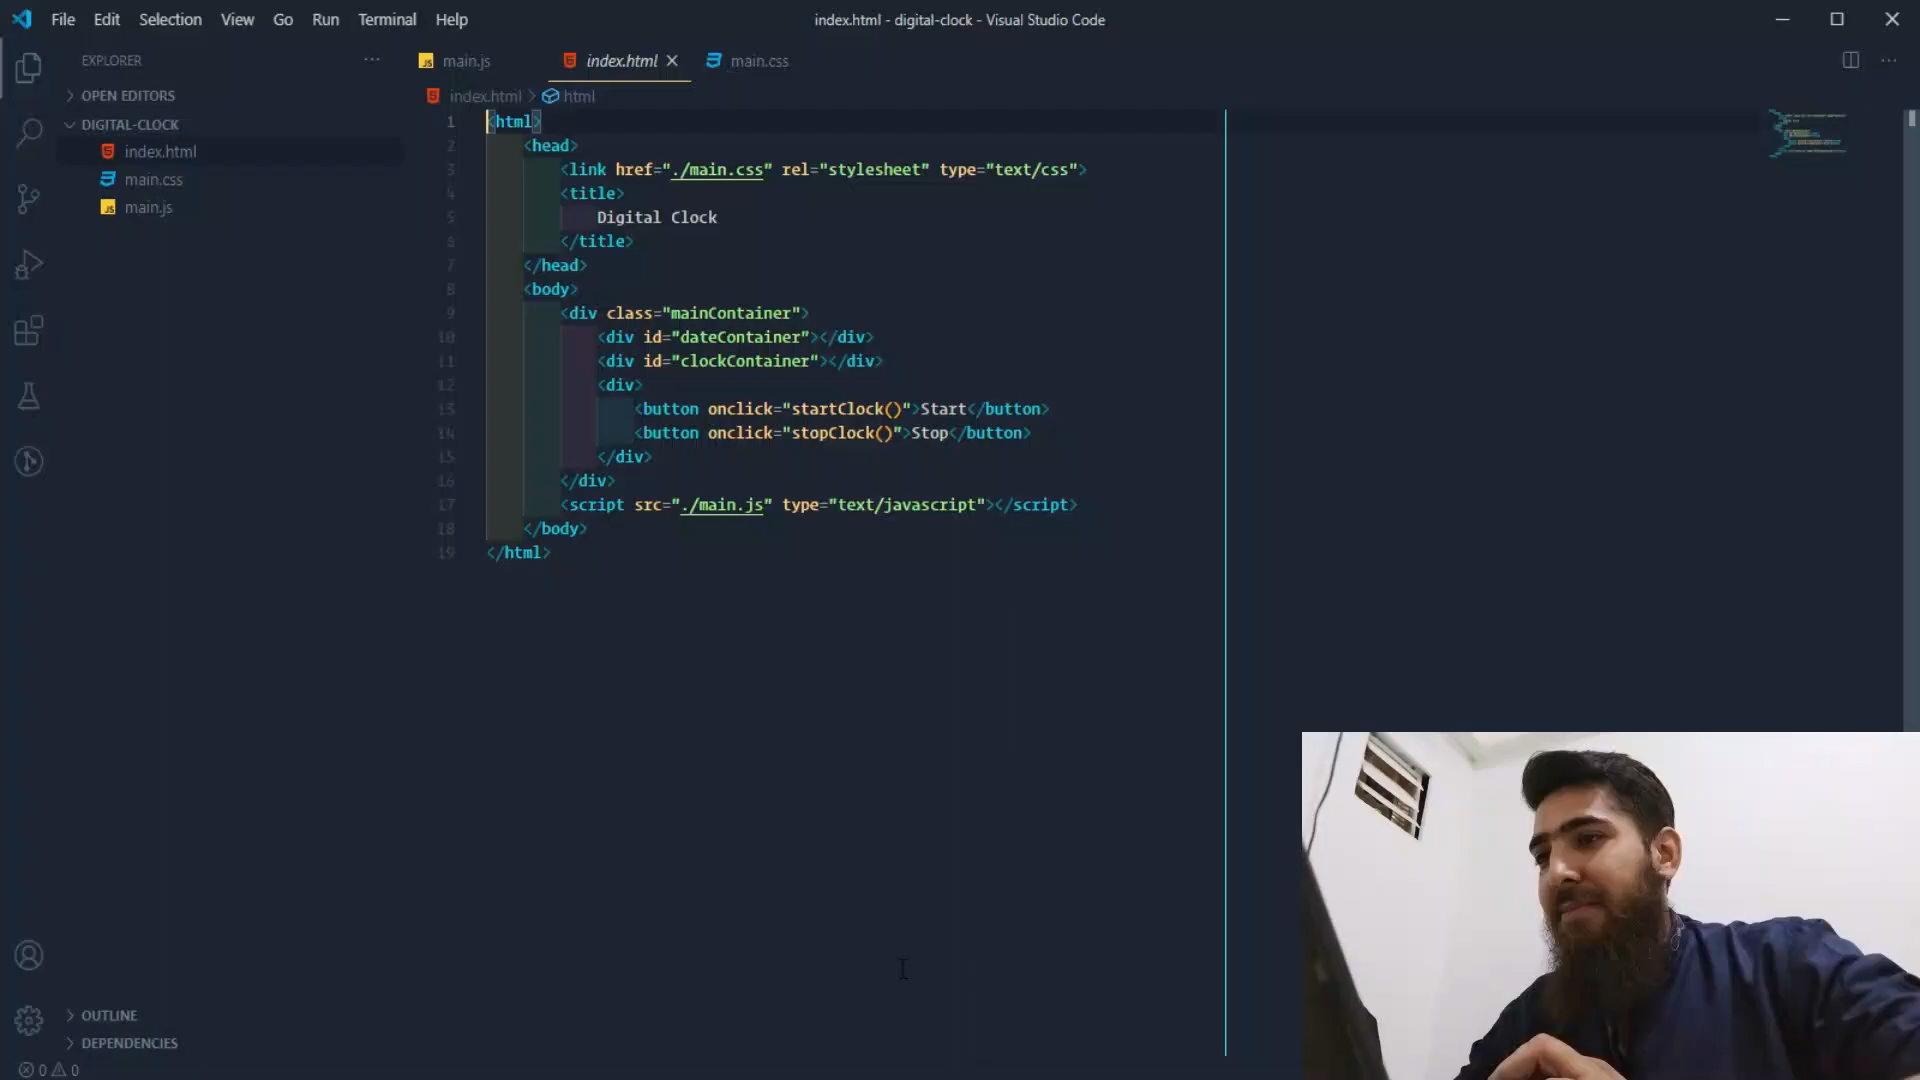 File Edit Selection View Go Run Terminal Help
index.html - digital-clock - Visual Studio Code
EXPLORER
OPEN EDITORS
DIGITAL-CLOCK
index.html
main.css
main.js
main.js
index.html
main.css
index.html > html
1 <html>
2 <head>
3 <link href="./main.css" rel="stylesheet" type="text/css">
4 <title>
5 Digital Clock
6 </title>
7 </head>
8 <body>
9 <div class="mainContainer">
10 <div id="dateContainer"></div>
11 <div id="clockContainer"></div>
12 <div>
13 <button onclick="startClock()">Start</button>
14 <button onclick="stopClock()">Stop</button>
15 </div>
16 </div>
17 <script src="./main.js" type="text/javascript"></script>
18 </body>
19 </html>
OUTLINE
DEPENDENCIES
0 0